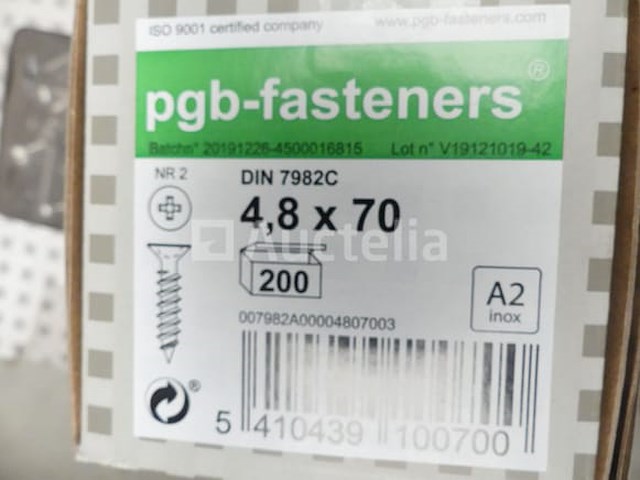 ISO 9001 certified company www.pgb-fasteners.com
pgb-fasteners®
Batchn° 20191226-4500016815 Lot n° V19121019-42
NR 2
DIN 7982C
4,8 x 70
Auctelia
200
A2
inox
007982A00004807003
®
5 410439 100700